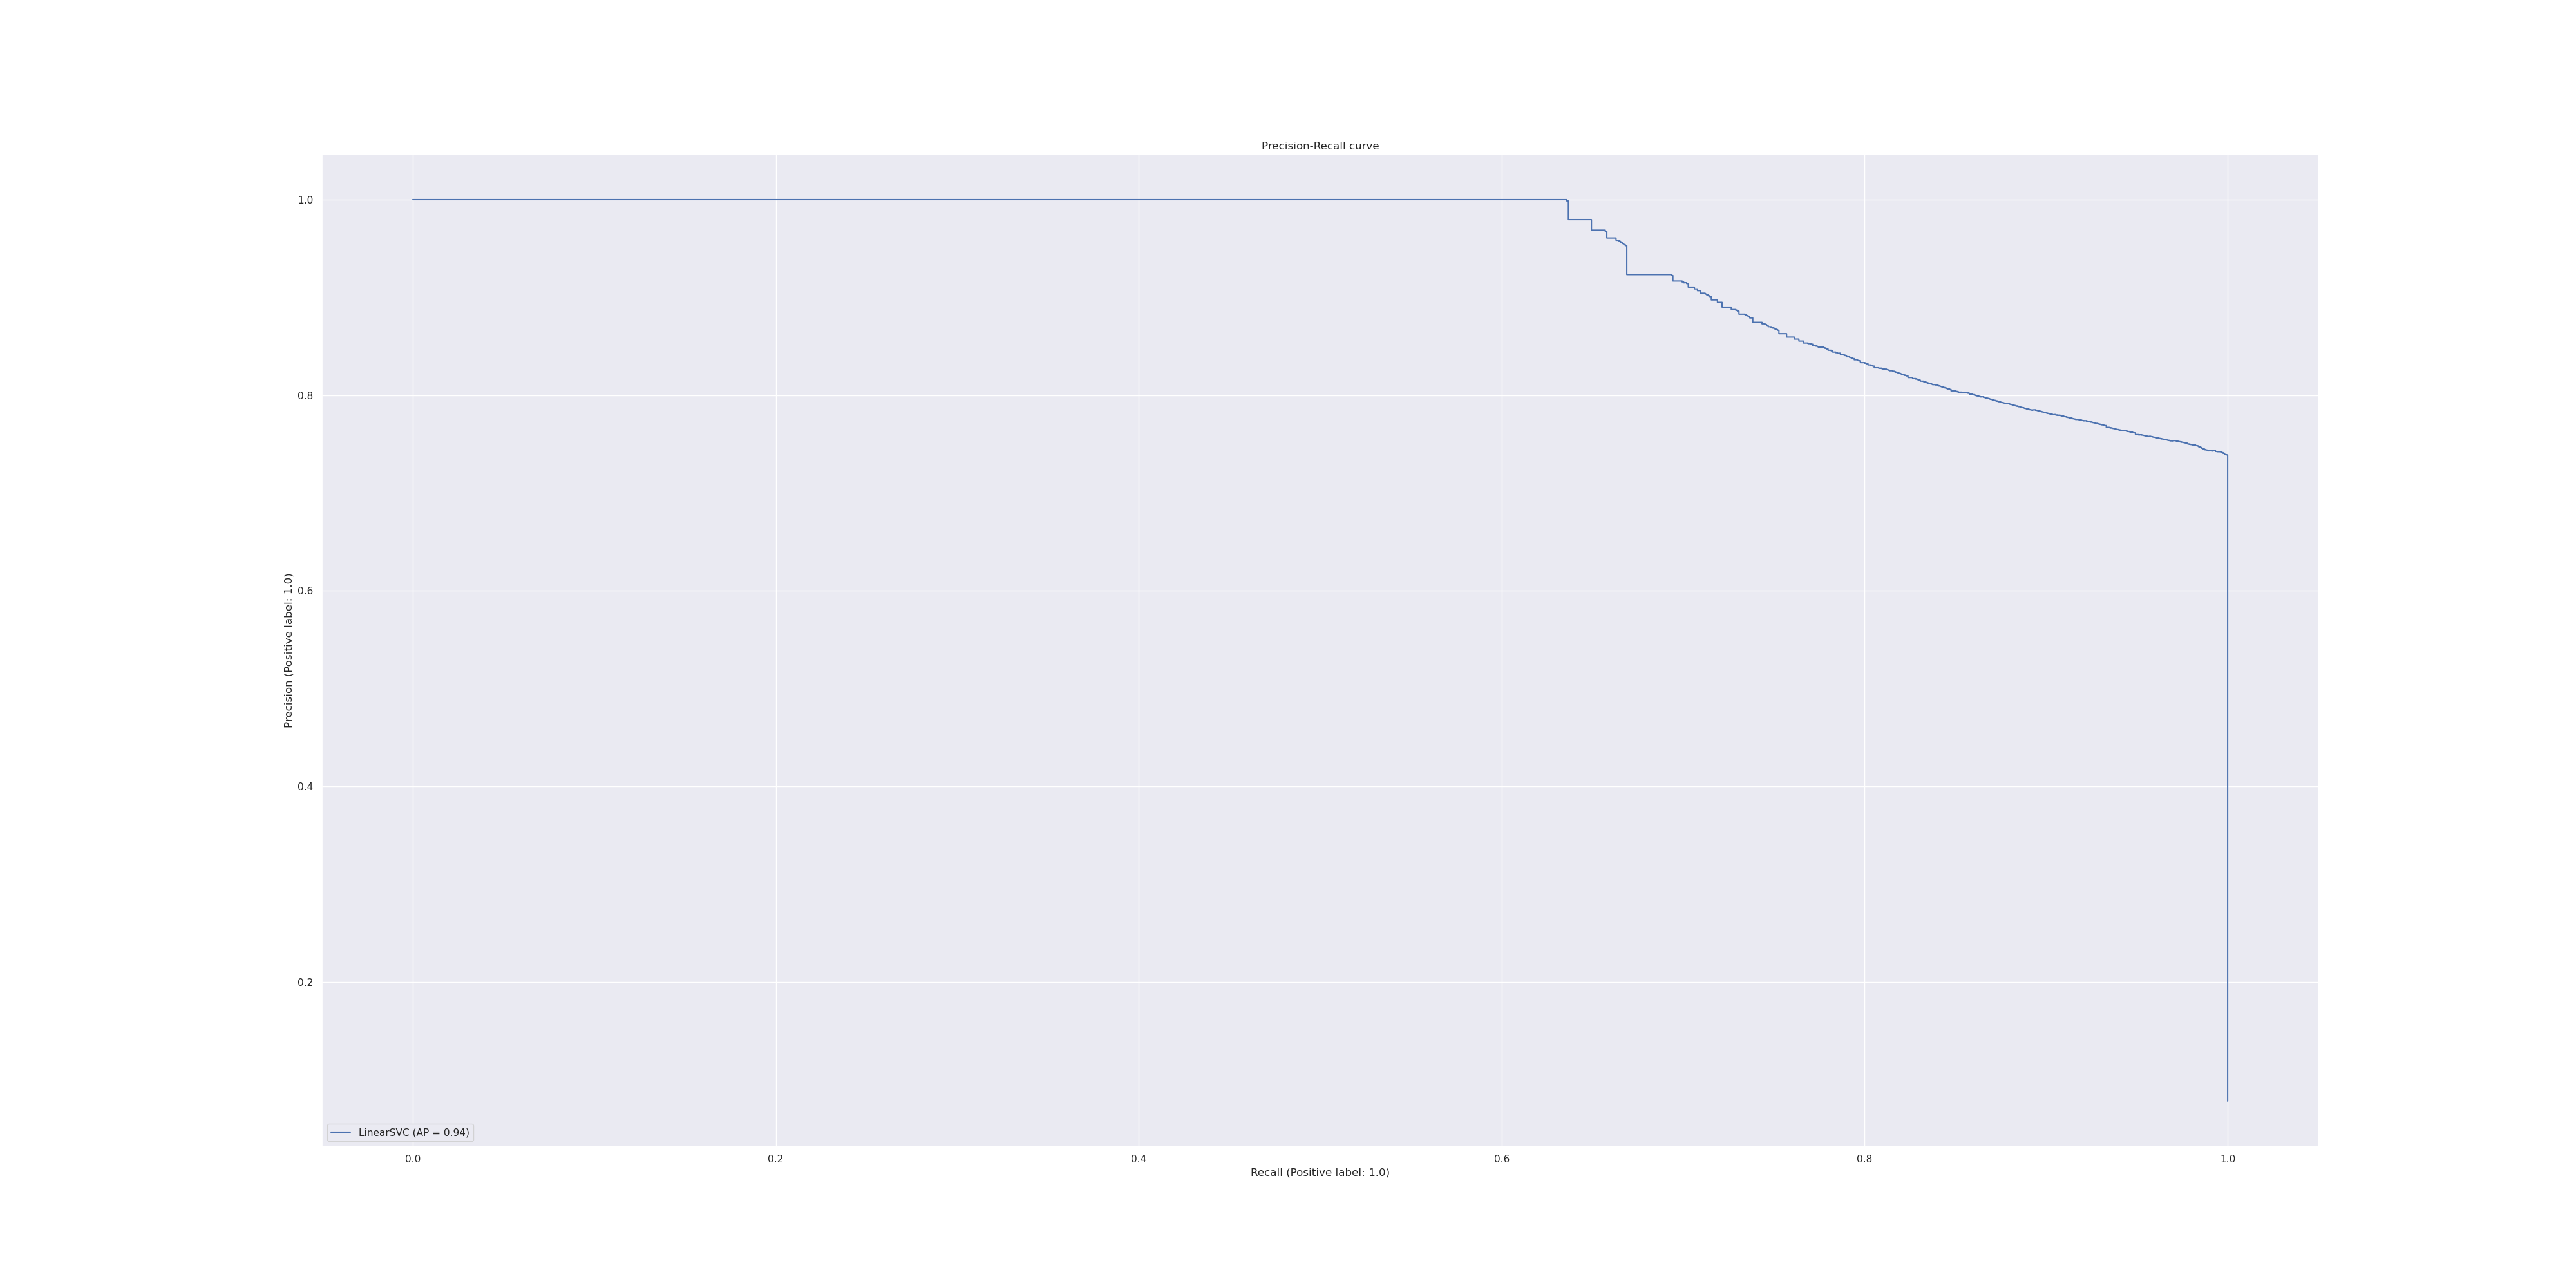 Precision-Recall curve
1.0
0.8
0.6
0.4
0.2
Precision (Positive label: 1.0)
LinearSVC (AP = 0.94)
0.0 0.2 0.4 0.6 0.8 1.0
Recall (Positive label: 1.0)